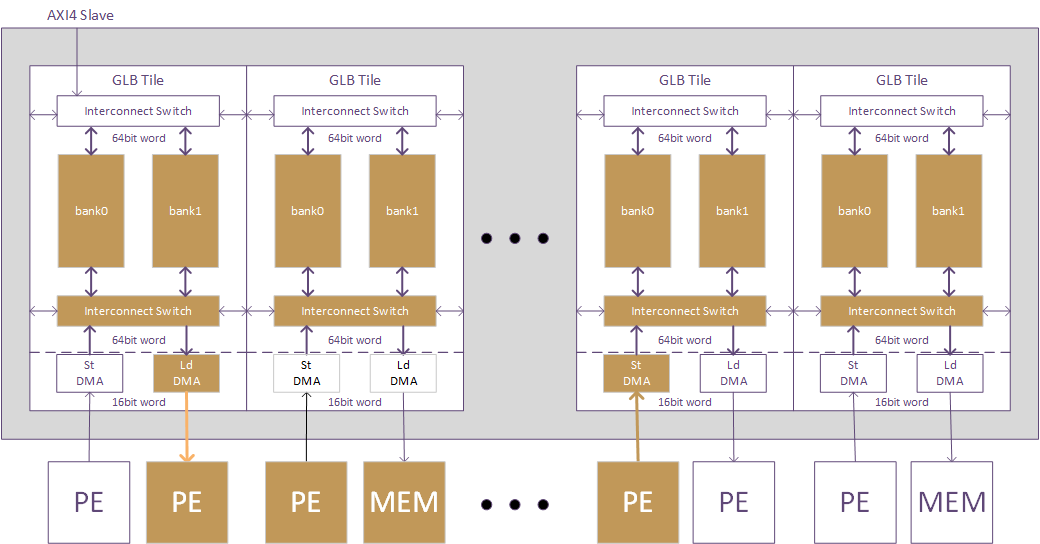 AXI4 Slave
GLB Tile GLB Tile GLB Tile GLB Tile
Interconnect Switch Interconnect Switch Interconnect Switch Interconnect Switch
64bit word 64bit word 64bit word 64bit word
bank0 bank1 bank0 bank1 bank0 bank1 bank0 bank1
Interconnect Switch Interconnect Switch Interconnect Switch Interconnect Switch
64bit word 64bit word 64bit word 64bit word
St Ld St Ld St Ld St Ld
DMA DMA DMA DMA DMA DMA DMA DMA
16bit word 16bit word 16bit word 16bit word
PE PE PE MEM PE PE PE MEM